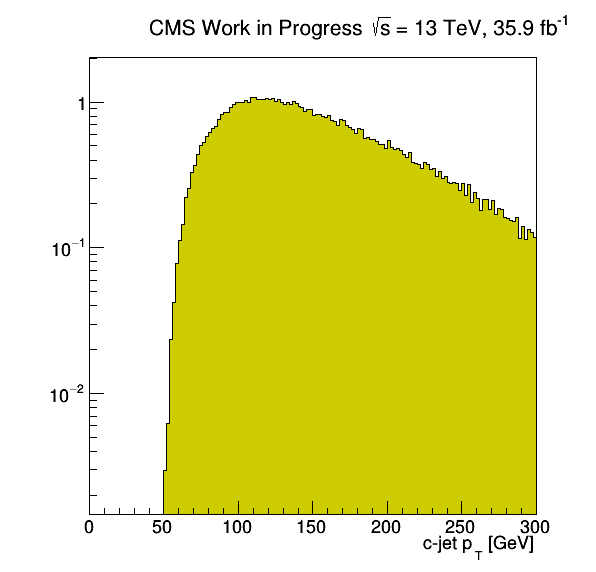 CMS Work in Progress √s = 13 TeV, 35.9 fb⁻¹
1
10⁻¹
10⁻²
0 50 100 150 200 250 300
c-jet p_T [GeV]